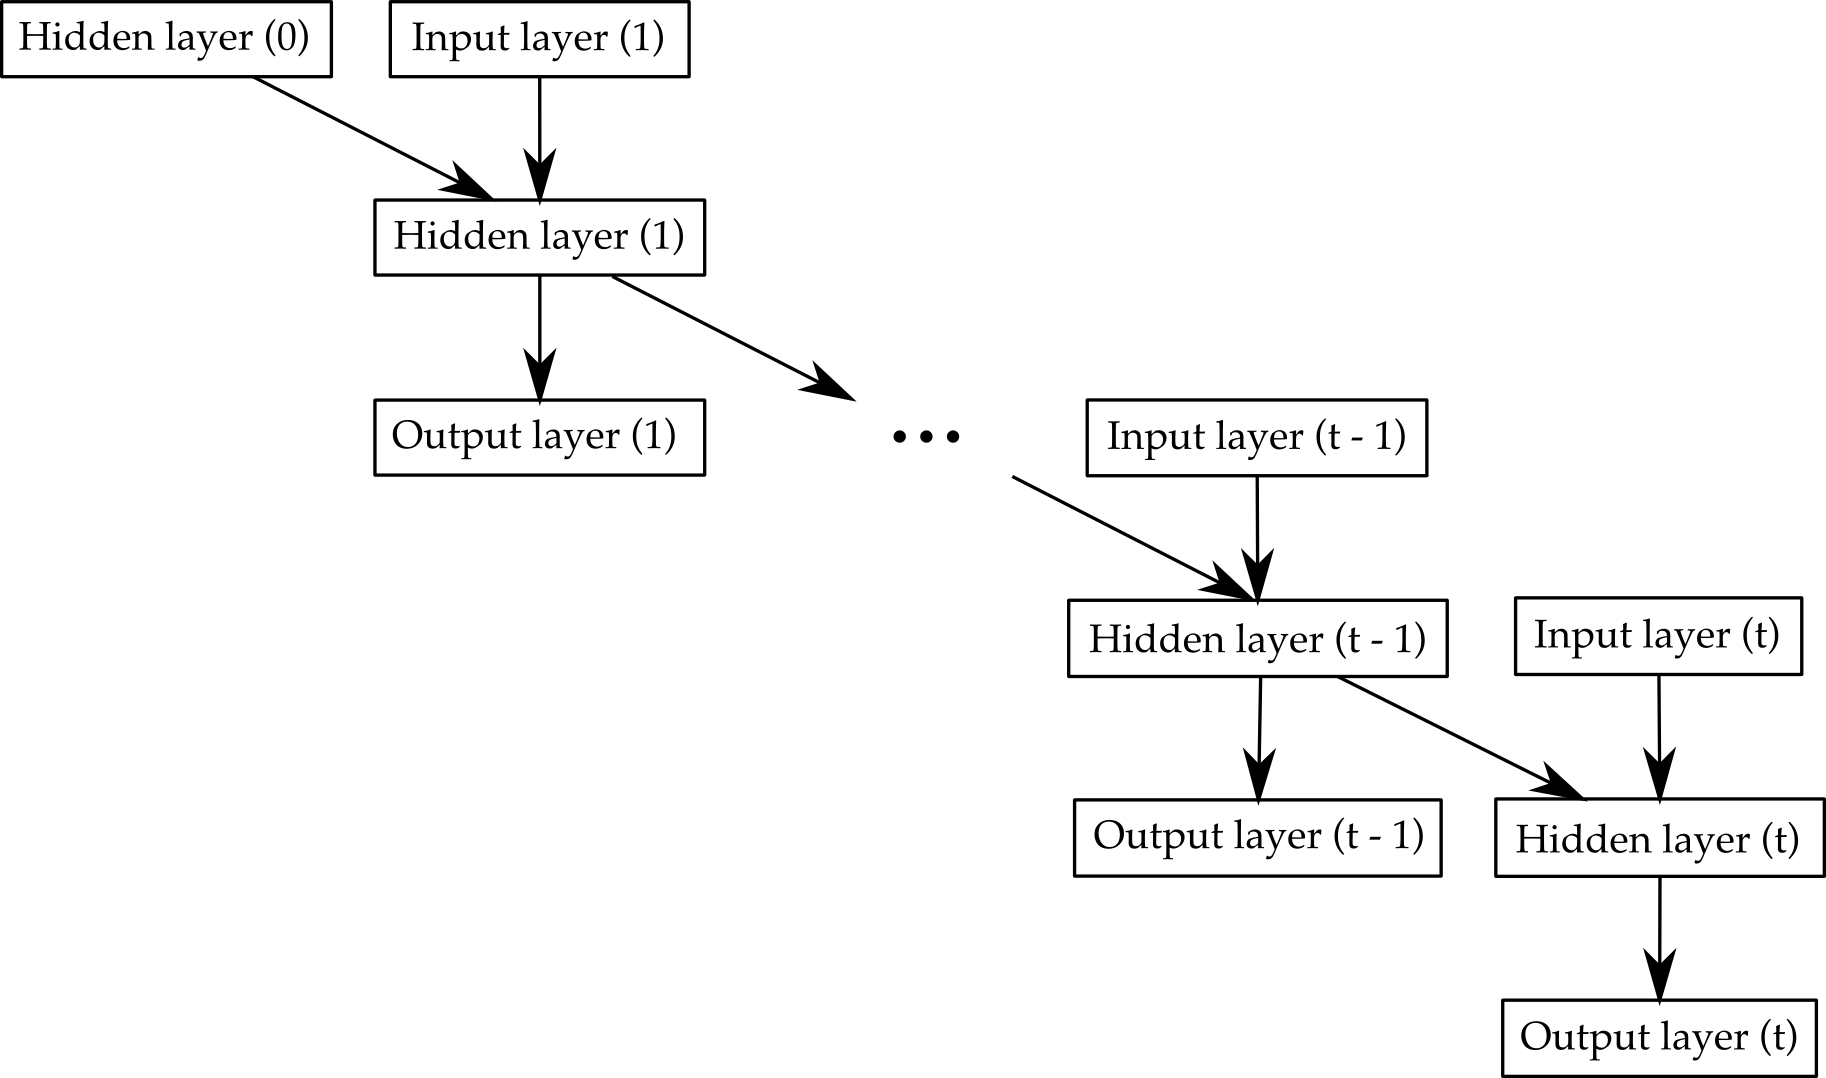 Hidden layer (0)
Input layer (1)
Hidden layer (1)
Output layer (1)
...
Input layer (t - 1)
Hidden layer (t - 1)
Input layer (t)
Output layer (t - 1)
Hidden layer (t)
Output layer (t)